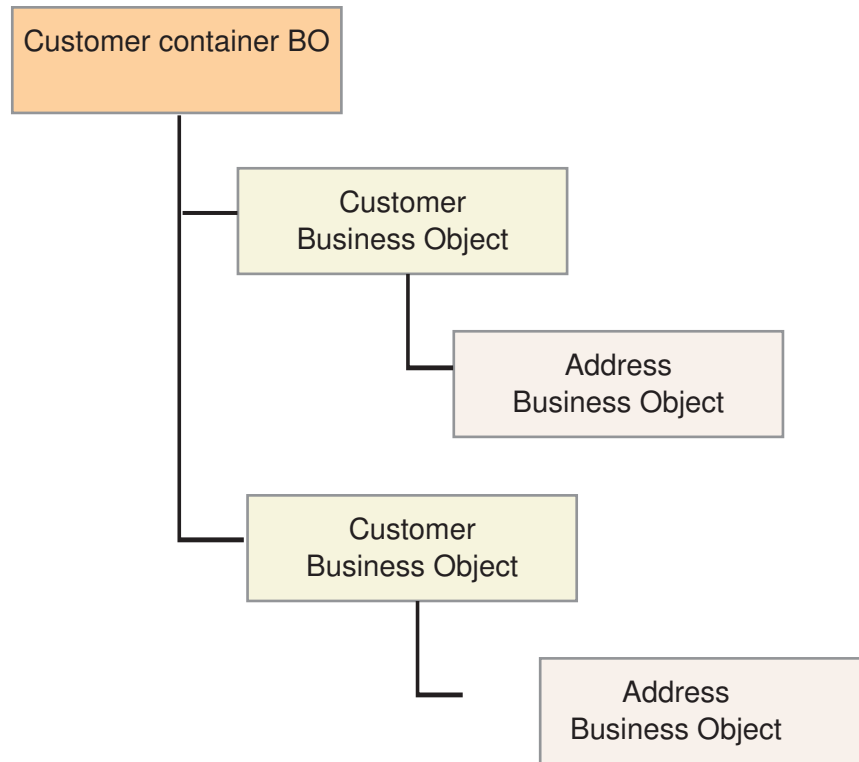 Customer container BO
Customer
Business Object
Address
Business Object
Customer
Business Object
Address
Business Object